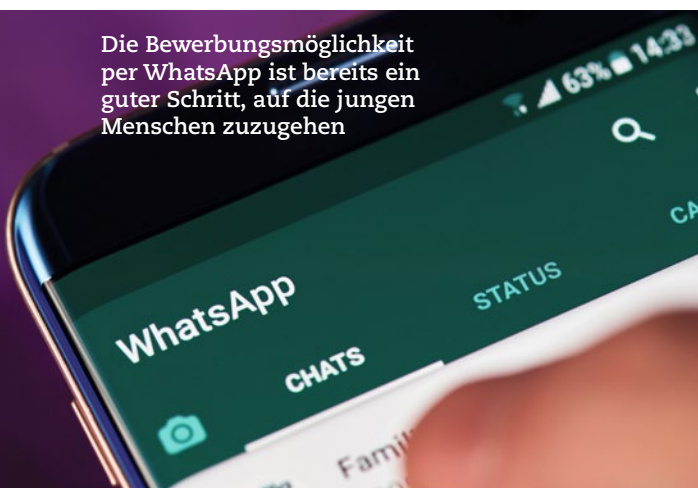 Die Bewerbungsmöglichkeit
per WhatsApp ist bereits ein
guter Schritt, auf die jungen
Menschen zuzugehen
63% 14:33
WhatsApp
CHATS
STATUS